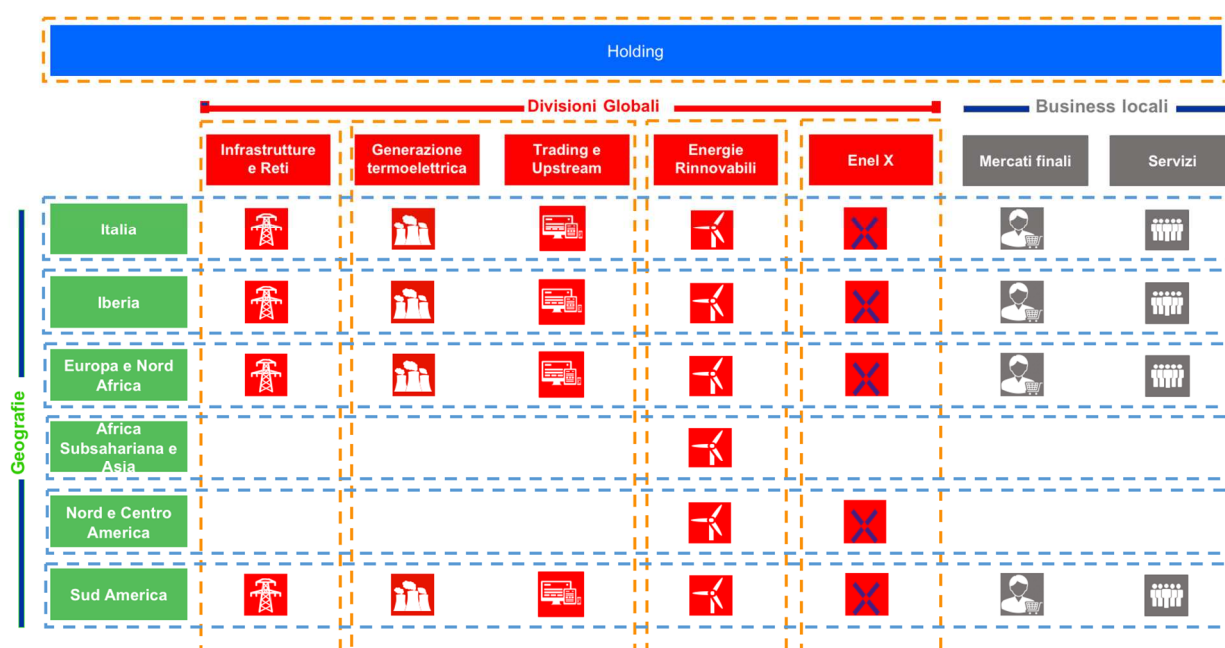 Holding
Divisioni Globali
Business locali
Infrastrutture
e Reti
Generazione
termoelettrica
Trading e
Upstream
Energie
Rinnovabili
Enel X
Mercati finali
Servizi
Geografie
Italia
Iberia
Europa e Nord
Africa
Africa
Subsahariana e
Asia
Nord e Centro
America
Sud America